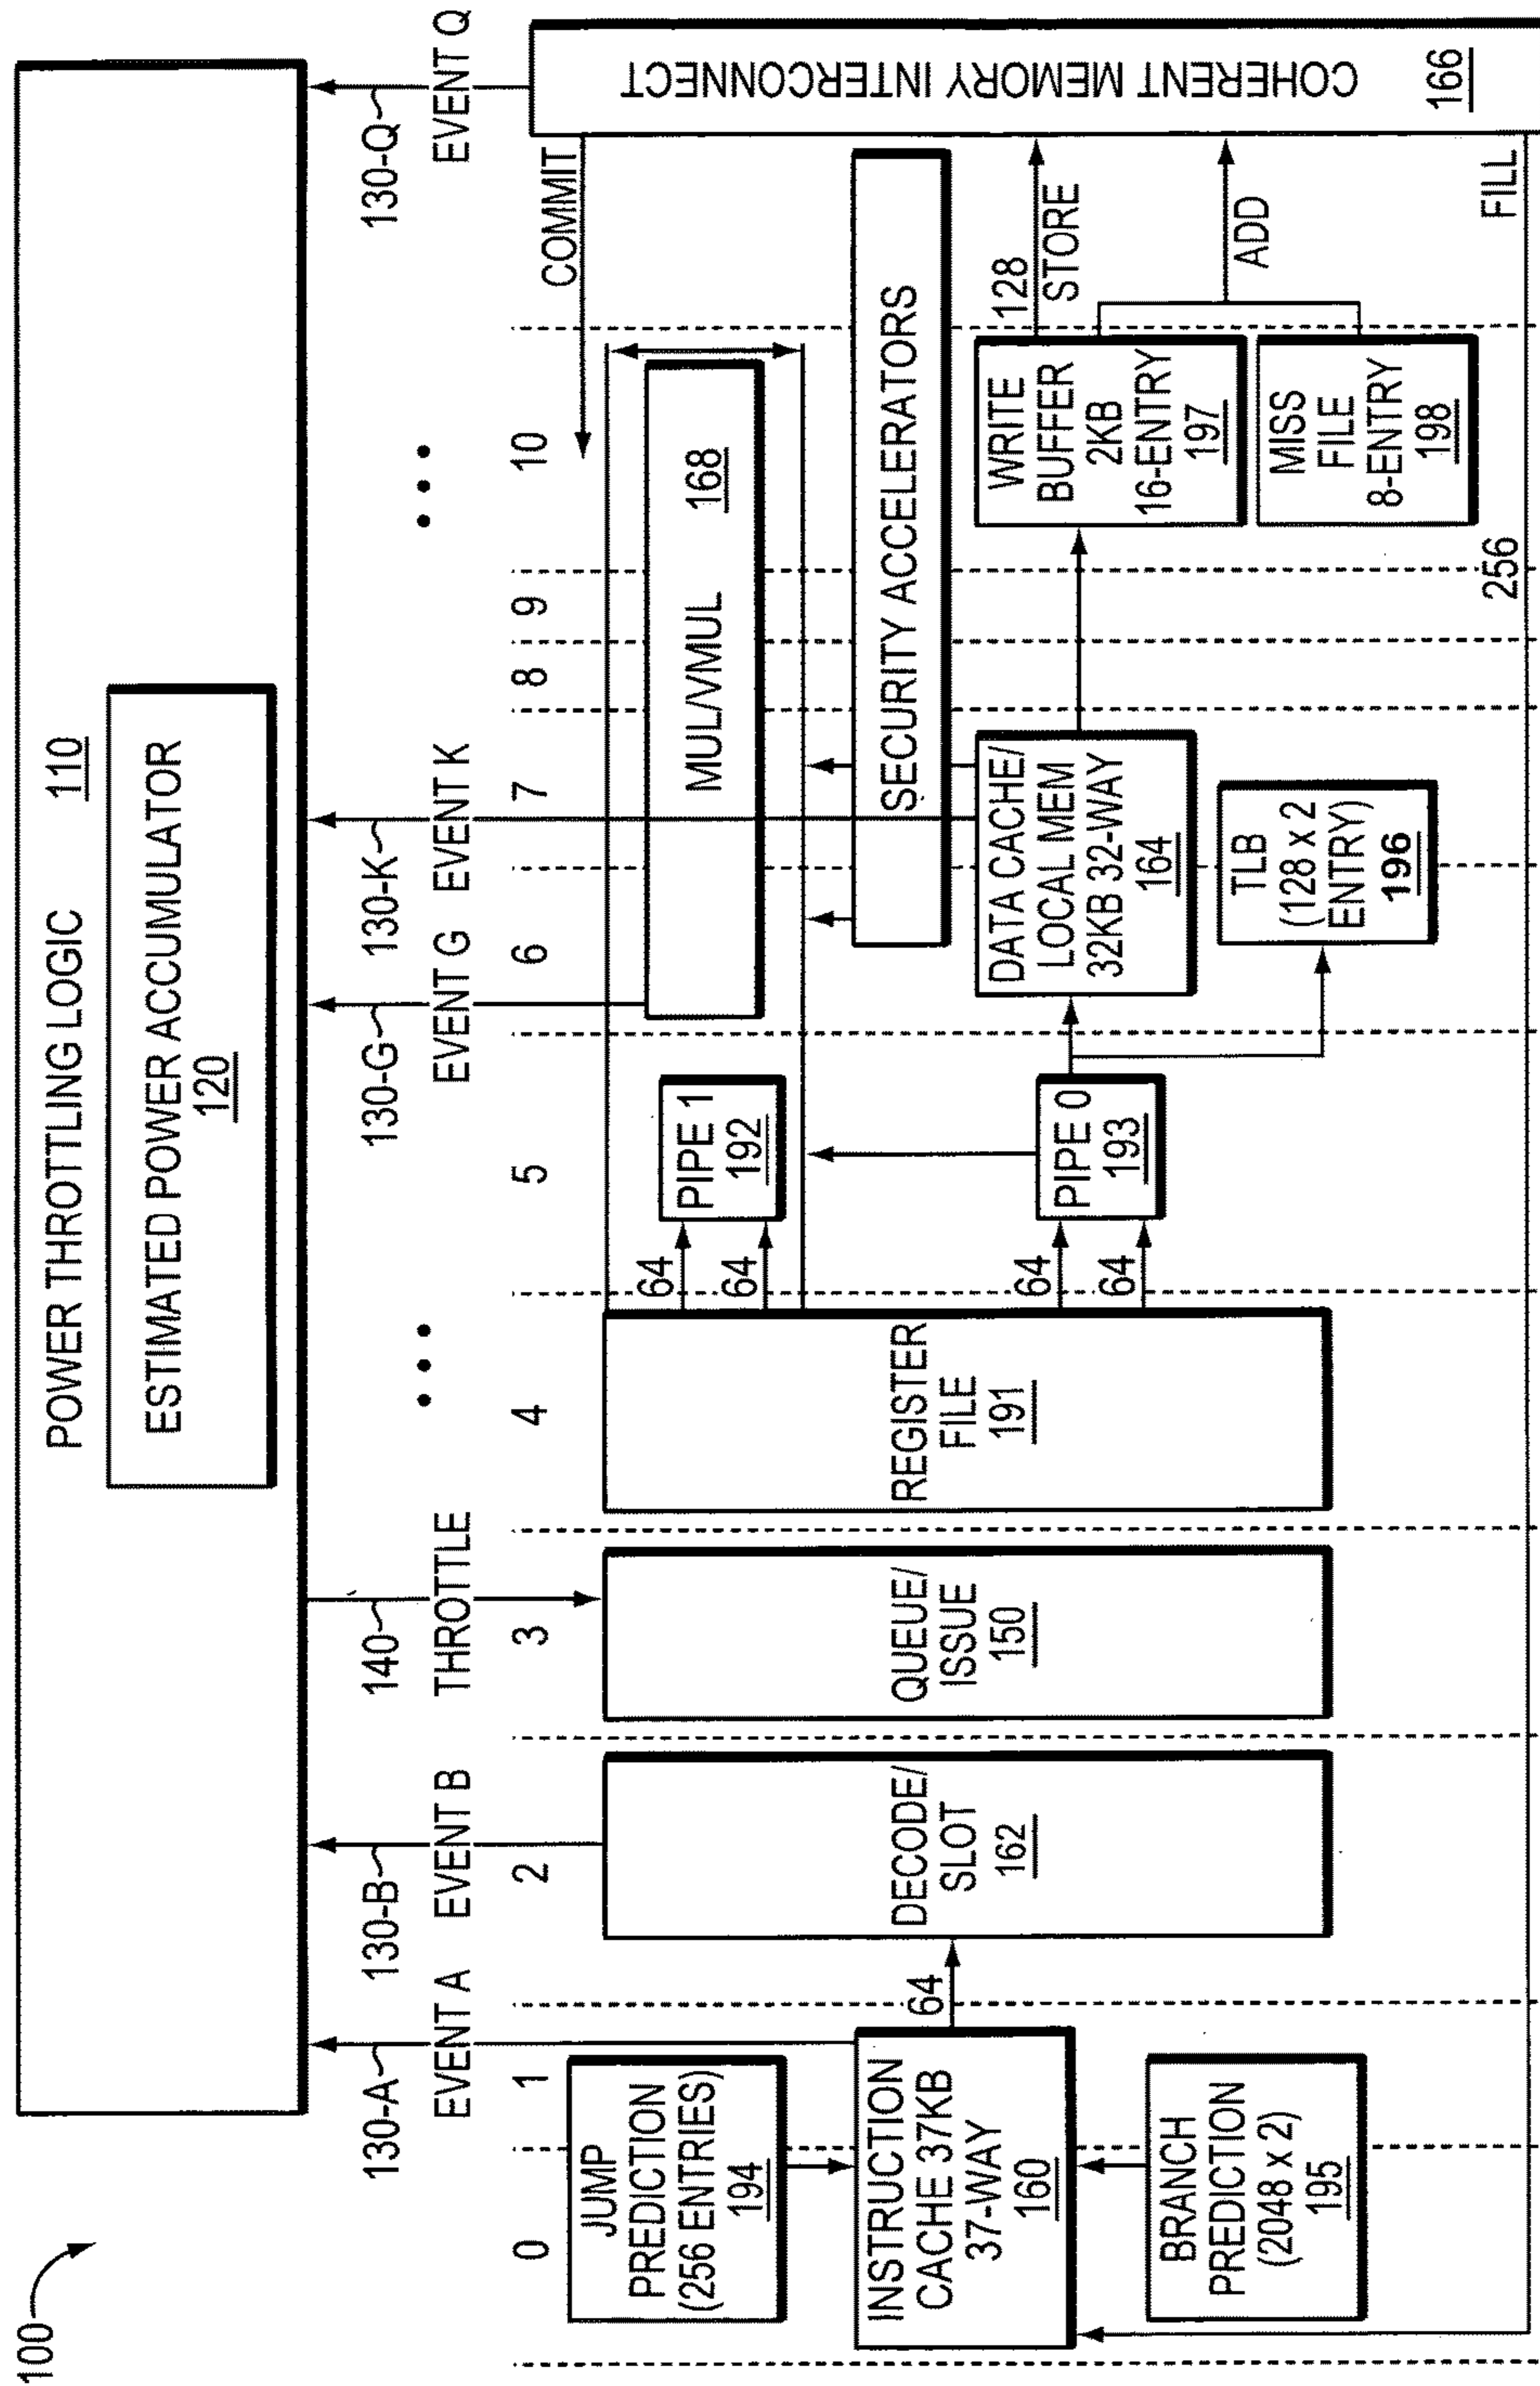 100
POWER THROTTLING LOGIC 110
ESTIMATED POWER ACCUMULATOR
120
130-A
130-B
140
130-G
130-K
130-Q
EVENT A
EVENT B
THROTTLE
EVENT G
EVENT K
EVENT Q
0
1
2
3
4
5
6
7
8
9
10
COMMIT
JUMP
PREDICTION
(256 ENTRIES)
194
INSTRUCTION
CACHE 37KB
37-WAY
160
BRANCH
PREDICTION
(2048 x 2)
195
64
DECODE/
SLOT
162
QUEUE/
ISSUE
150
REGISTER
FILE
191
64
64
PIPE 1
192
64
64
PIPE 0
193
MUL/VMUL 168
SECURITY ACCELERATORS
DATA CACHE/
LOCAL MEM
32KB 32-WAY
164
TLB
(128 x 2
ENTRY)
196
WRITE
BUFFER
2KB
16-ENTRY
197
MISS
FILE
8-ENTRY
198
128
STORE
ADD
256
FILL
COHERENT MEMORY INTERCONNECT
166